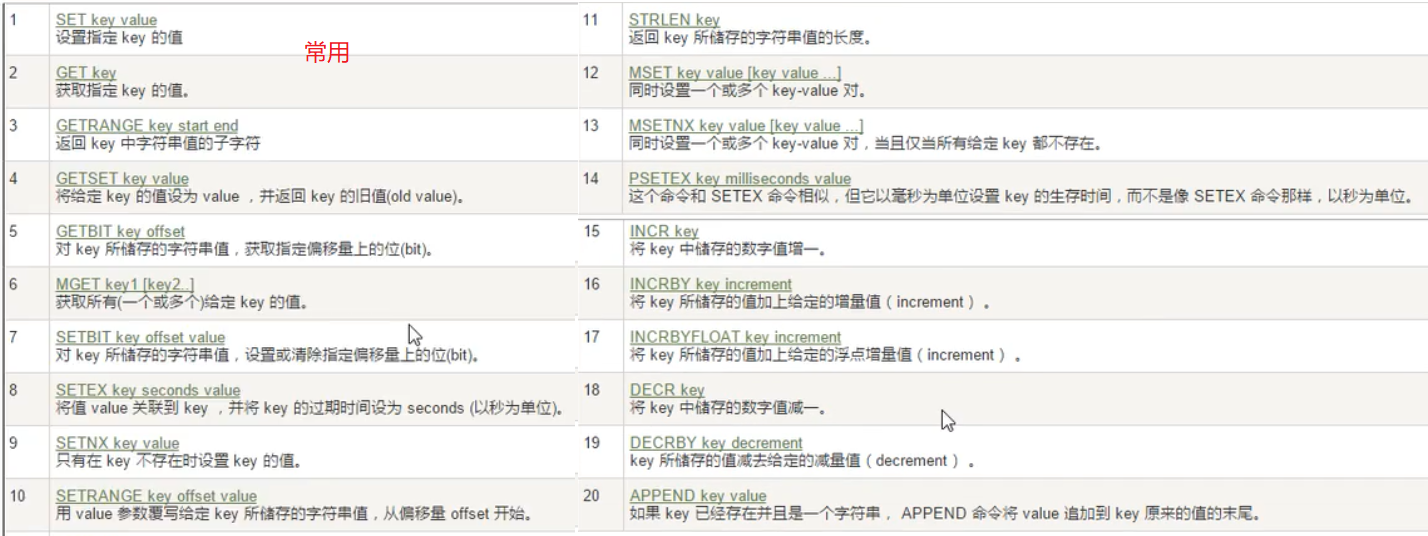 1 SET key value
设置指定 key 的值
常用
2 GET key
获取指定 key 的值。
3 GETRANGE key start end
返回 key 中字符串值的子字符
4 GETSET key value
将给定 key 的值设为 value ，并返回 key 的旧值(old value)。
5 GETBIT key offset
对 key 所储存的字符串值，获取指定偏移量上的位(bit)。
6 MGET key1 [key2..]
获取所有(一个或多个)给定 key 的值。
7 SETBIT key offset value
对 key 所储存的字符串值，设置或清除指定偏移量上的位(bit)。
8 SETEX key seconds value
将值 value 关联到 key ，并将 key 的过期时间设为 seconds (以秒为单位)。
9 SETNX key value
只有在 key 不存在时设置 key 的值。
10 SETRANGE key offset value
用 value 参数覆写给定 key 所储存的字符串值，从偏移量 offset 开始。
11 STRLEN key
返回 key 所储存的字符串值的长度。
12 MSET key value [key value ...]
同时设置一个或多个 key-value 对。
13 MSETNX key value [key value ...]
同时设置一个或多个 key-value 对，当且仅当所有给定 key 都不存在。
14 PSETEX key milliseconds value
这个命令和 SETEX 命令相似，但它以毫秒为单位设置 key 的生存时间，而不是像 SETEX 命令那样，以秒为单位。
15 INCR key
将 key 中储存的数字值增一。
16 INCRBY key increment
将 key 所储存的值加上给定的增量值（increment） 。
17 INCRBYFLOAT key increment
将 key 所储存的值加上给定的浮点增量值（increment） 。
18 DECR key
将 key 中储存的数字值减一。
19 DECRBY key decrement
key 所储存的值减去给定的减量值（decrement） 。
20 APPEND key value
如果 key 已经存在并且是一个字符串， APPEND 命令将 value 追加到 key 原来的值的末尾。